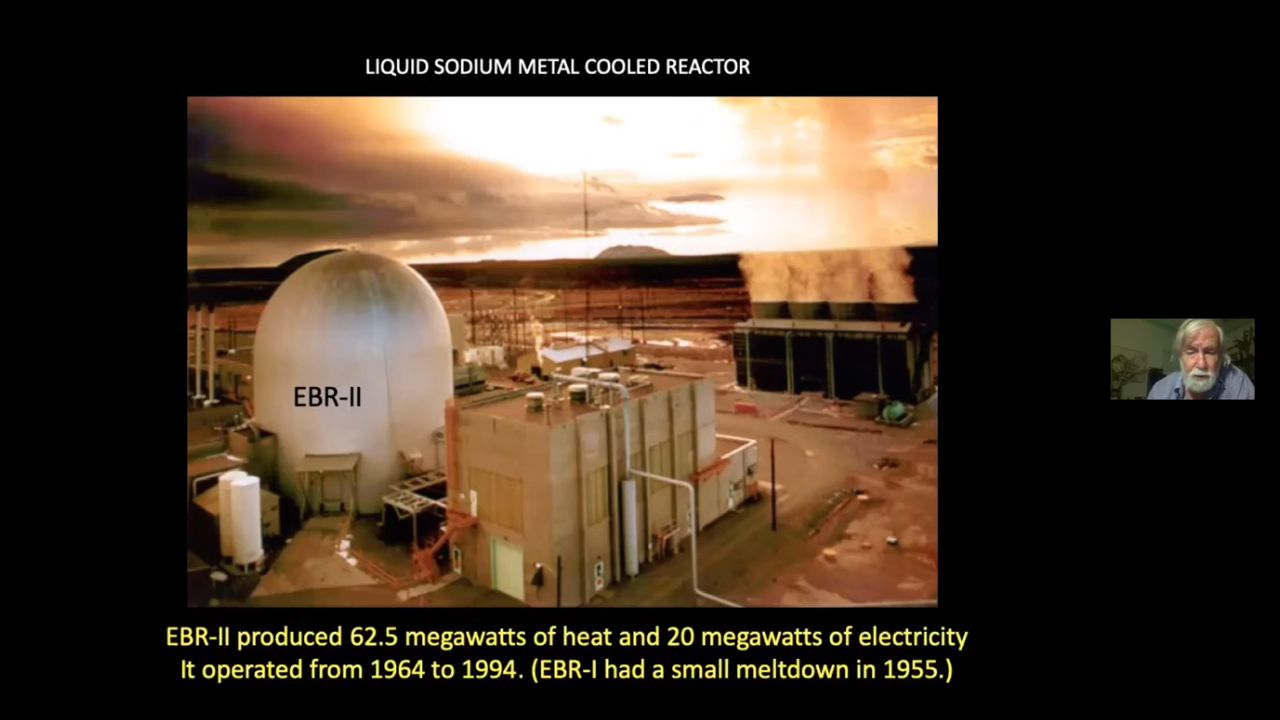 LIQUID SODIUM METAL COOLED REACTOR
EBR-II
EBR-II produced 62.5 megawatts of heat and 20 megawatts of electricity
It operated from 1964 to 1994. (EBR-I had a small meltdown in 1955.)